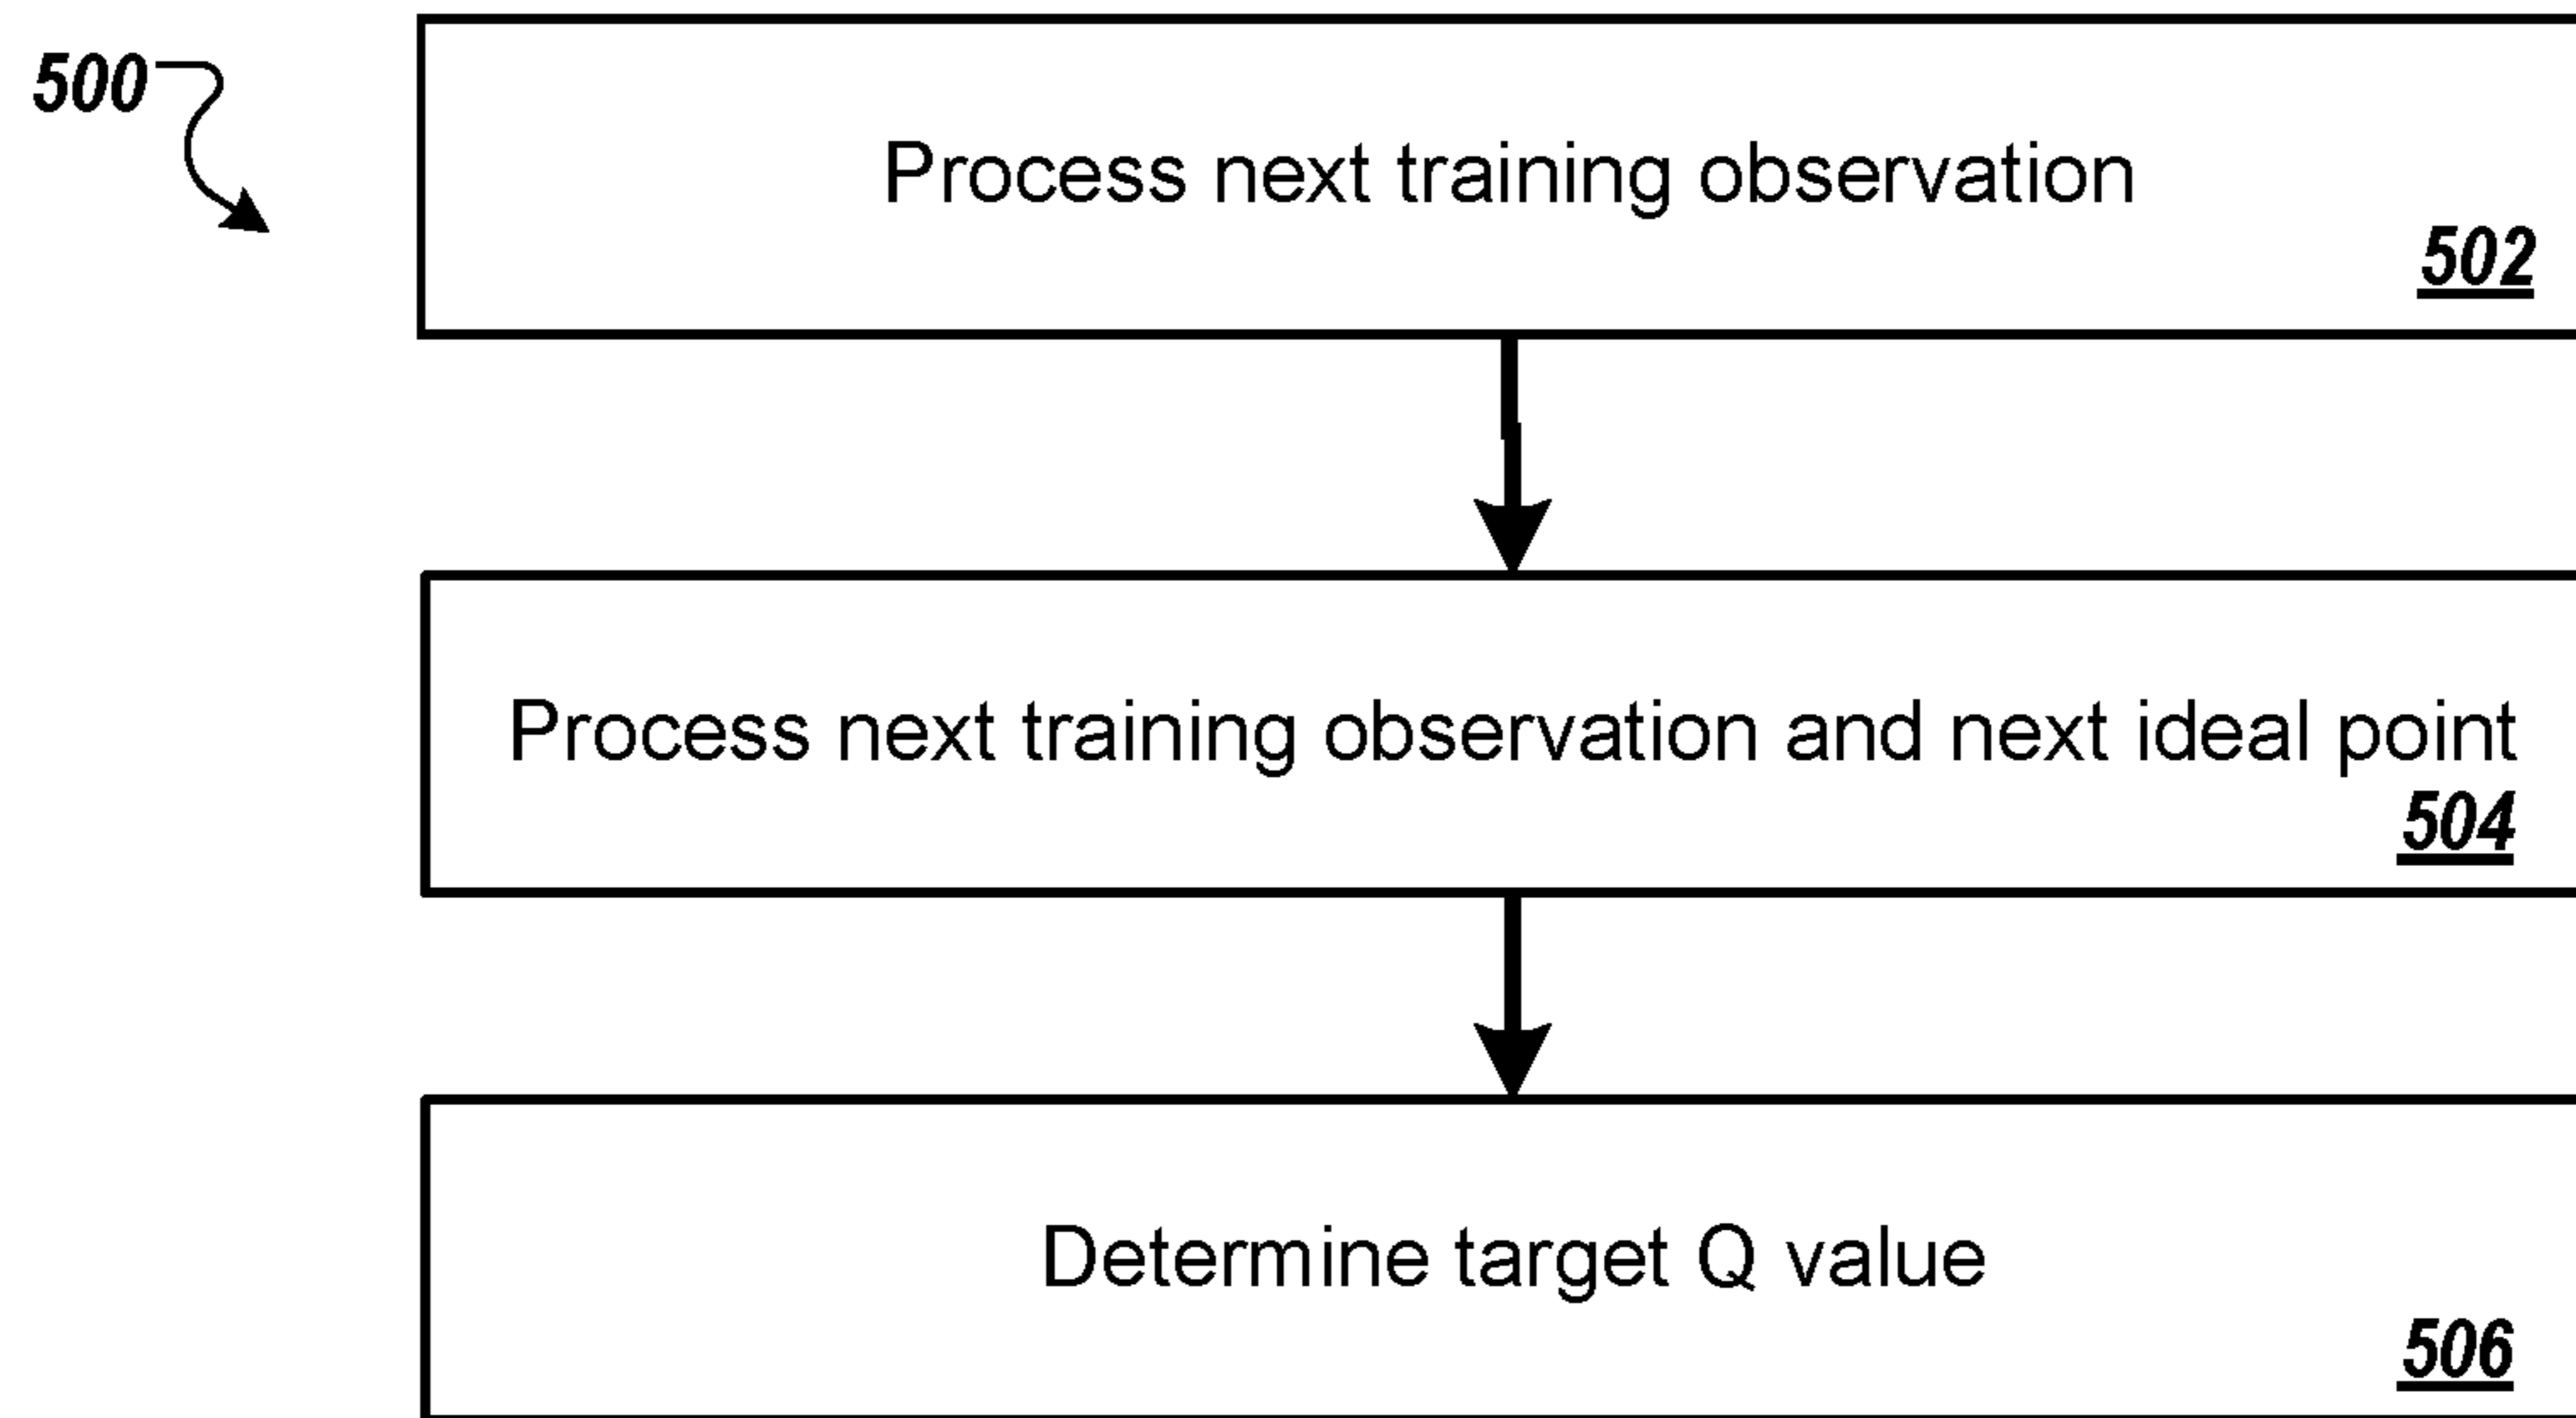 500
Process next training observation
502
Process next training observation and next ideal point
504
Determine target Q value
506